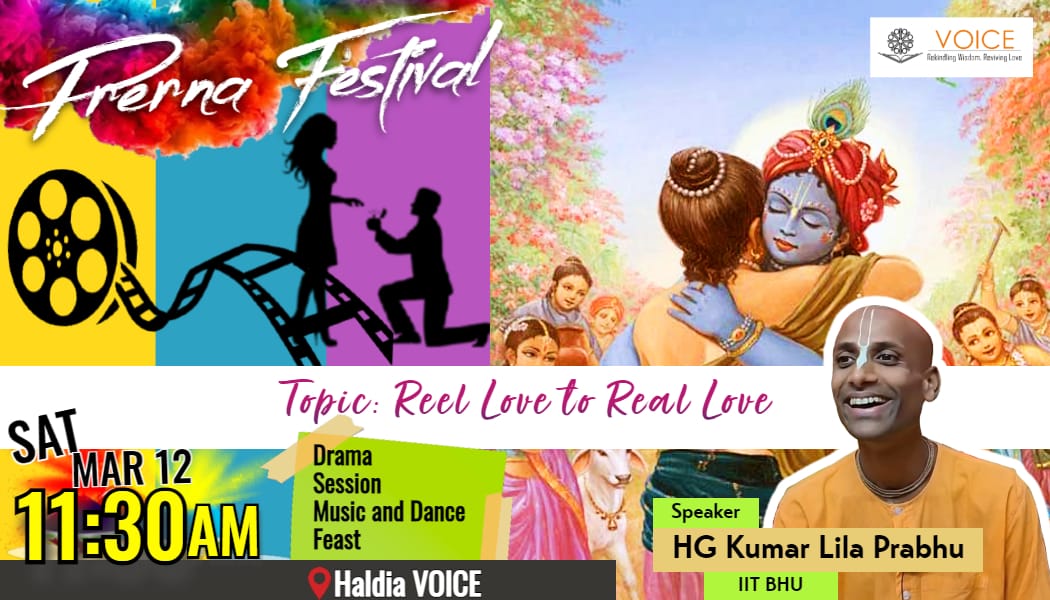 Prerna Festival
VOICE
Rekindling Wisdom. Reviving Love
Topic: Reel Love to Real Love
SAT
MAR 12
11:30AM
Drama
Session
Music and Dance
Feast
Speaker
HG Kumar Lila Prabhu
IIT BHU
Haldia VOICE